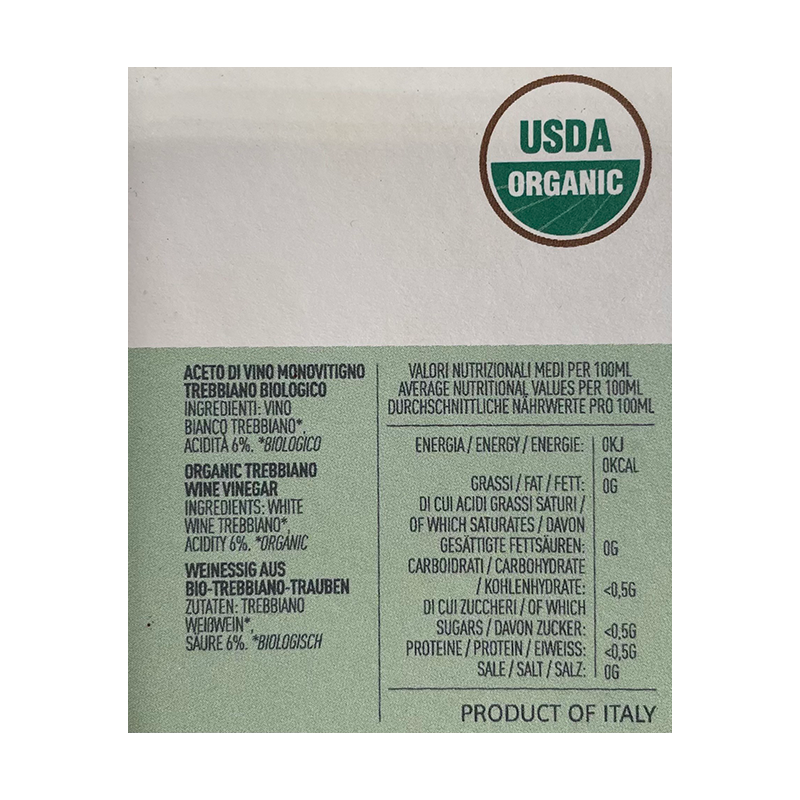 USDA
ORGANIC
ACETO DI VINO MONOVITIGNO
TREBBIANO BIOLOGICO
INGREDIENTI: VINO
BIANCO TREBBIANO*,
ACIDITÀ 6%. *BIOLOGICO
ORGANIC TREBBIANO
WINE VINEGAR
INGREDIENTS: WHITE
WINE TREBBIANO*,
ACIDITY 6%. *ORGANIC
WEINESSIG AUS
BIO-TREBBIANO-TRAUBEN
ZUTATEN: TREBBIANO
WEIßWEIN*,
SÄURE 6%. *BIOLOGISCH
VALORI NUTRIZIONALI MEDI PER 100ML
AVERAGE NUTRITIONAL VALUES PER 100ML
DURCHSCHNITTLICHE NÄHRWERTE PRO 100ML
ENERGIA / ENERGY / ENERGIE: 0KJ
0KCAL
GRASSI / FAT / FETT: 0G
DI CUI ACIDI GRASSI SATURI /
OF WHICH SATURATES / DAVON
GESÄTTIGTE FETTSÄUREN: 0G
CARBOIDRATI / CARBOHYDRATE
/ KOHLENHYDRATE: <0,5G
DI CUI ZUCCHERI / OF WHICH
SUGARS / DAVON ZUCKER: <0,5G
PROTEINE / PROTEIN / EIWEISS: <0,5G
SALE / SALT / SALZ: 0G
PRODUCT OF ITALY